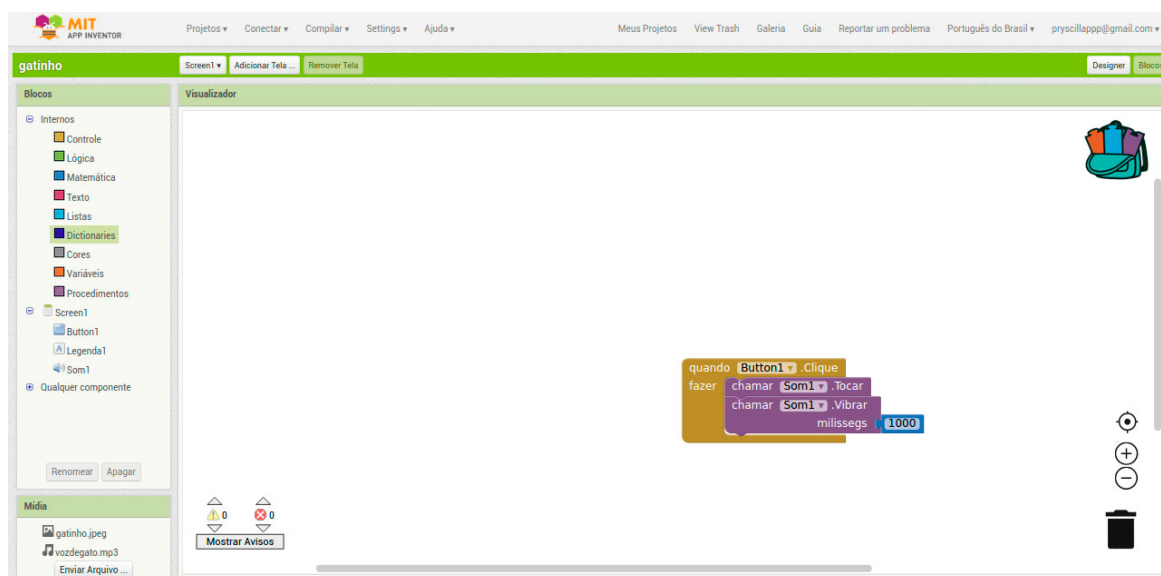 MIT
APP INVENTOR
Projetos Conectar Compilar Settings Ajuda Meus Projetos View Trash Galeria Guia Reportar um problema Português do Brasil pryscillappp@gmail.com
gatinho Screen1 Adicionar Tela ... Remover Tela Designer Blocos
Blocos Visualizador
Internos
Controle
Lógica
Matemática
Texto
Listas
Dictionaries
Cores
Variáveis
Procedimentos
Screen1
Button1
A Legenda1
Som1
Qualquer componente
quando Button1 .Clique
fazer chamar Som1 .Tocar
chamar Som1 .Vibrar
milissegs 1000
Renomear Apagar
Mídia
gatinho.jpeg
vozdegato.mp3
Enviar Arquivo ...
0 0
Mostrar Avisos